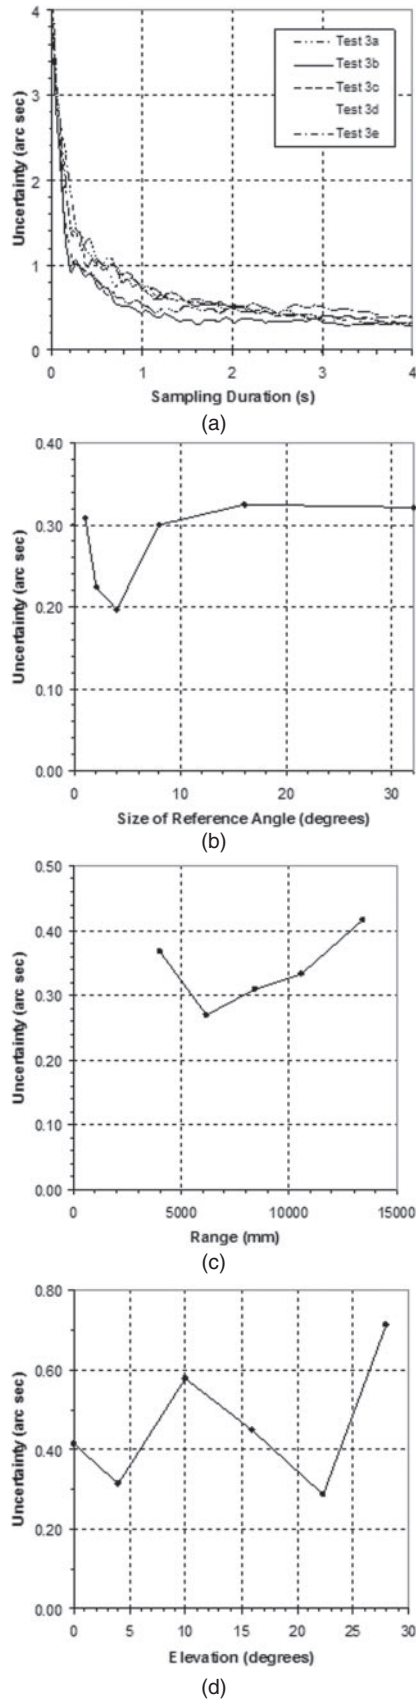 4
3
2
1
0
Uncertainty (arc sec)
Test 3a
Test 3b
Test 3c
Test 3d
Test 3e
0 1 2 3 4
Sampling Duration (s)
(a)
0.40
0.30
0.20
0.10
0.00
Uncertainty (arc sec)
0 10 20 30
Size of Reference Angle (degrees)
(b)
0.50
0.40
0.30
0.20
0.10
0.00
Uncertainty (arc sec)
0 5000 10000 15000
Range (mm)
(c)
0.80
0.60
0.40
0.20
0.00
Uncertainty (arc sec)
0 5 10 15 20 25 30
Elevation (degrees)
(d)